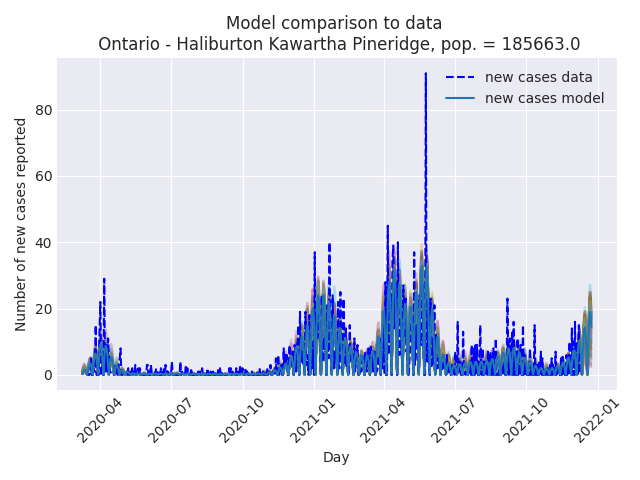 Model comparison to data
Ontario - Haliburton Kawartha Pineridge, pop. = 185663.0
new cases data
new cases model
Number of new cases reported
80
60
40
20
0
2020-04
2020-07
2020-10
2021-01
2021-04
2021-07
2021-10
2022-01
Day